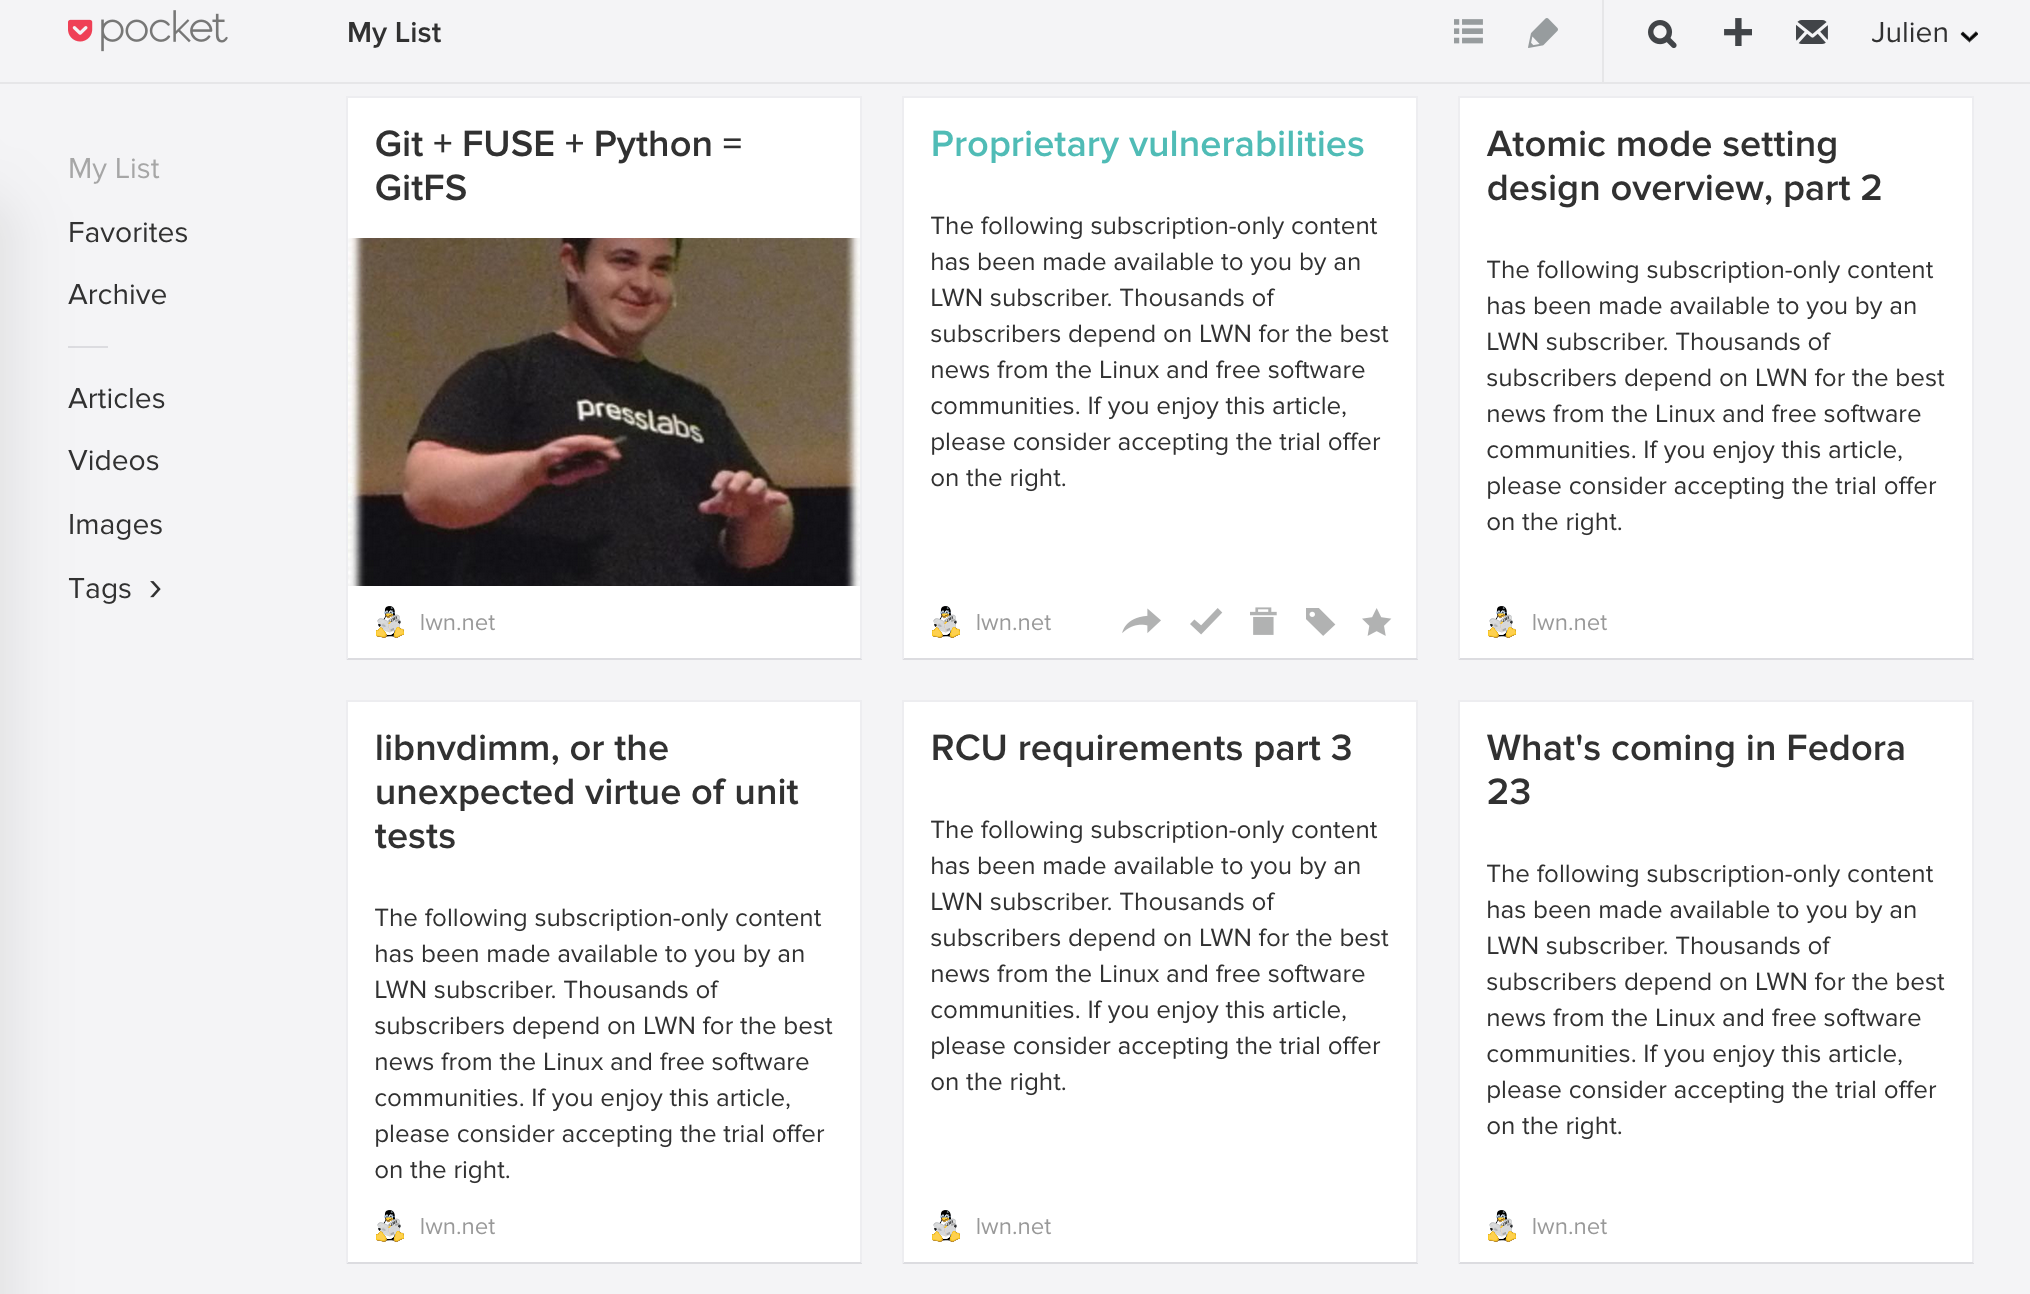 pocket
My List
Julien
My List
Favorites
Archive
Articles
Videos
Images
Tags
Git + FUSE + Python =
GitFS
presslabs
lwn.net
Proprietary vulnerabilities
The following subscription-only content
has been made available to you by an
LWN subscriber. Thousands of
subscribers depend on LWN for the best
news from the Linux and free software
communities. If you enjoy this article,
please consider accepting the trial offer
on the right.
lwn.net
Atomic mode setting
design overview, part 2
The following subscription-only content
has been made available to you by an
LWN subscriber. Thousands of
subscribers depend on LWN for the best
news from the Linux and free software
communities. If you enjoy this article,
please consider accepting the trial offer
on the right.
lwn.net
libnvdimm, or the
unexpected virtue of unit
tests
The following subscription-only content
has been made available to you by an
LWN subscriber. Thousands of
subscribers depend on LWN for the best
news from the Linux and free software
communities. If you enjoy this article,
please consider accepting the trial offer
on the right.
lwn.net
RCU requirements part 3
The following subscription-only content
has been made available to you by an
LWN subscriber. Thousands of
subscribers depend on LWN for the best
news from the Linux and free software
communities. If you enjoy this article,
please consider accepting the trial offer
on the right.
lwn.net
What's coming in Fedora
23
The following subscription-only content
has been made available to you by an
LWN subscriber. Thousands of
subscribers depend on LWN for the best
news from the Linux and free software
communities. If you enjoy this article,
please consider accepting the trial offer
on the right.
lwn.net